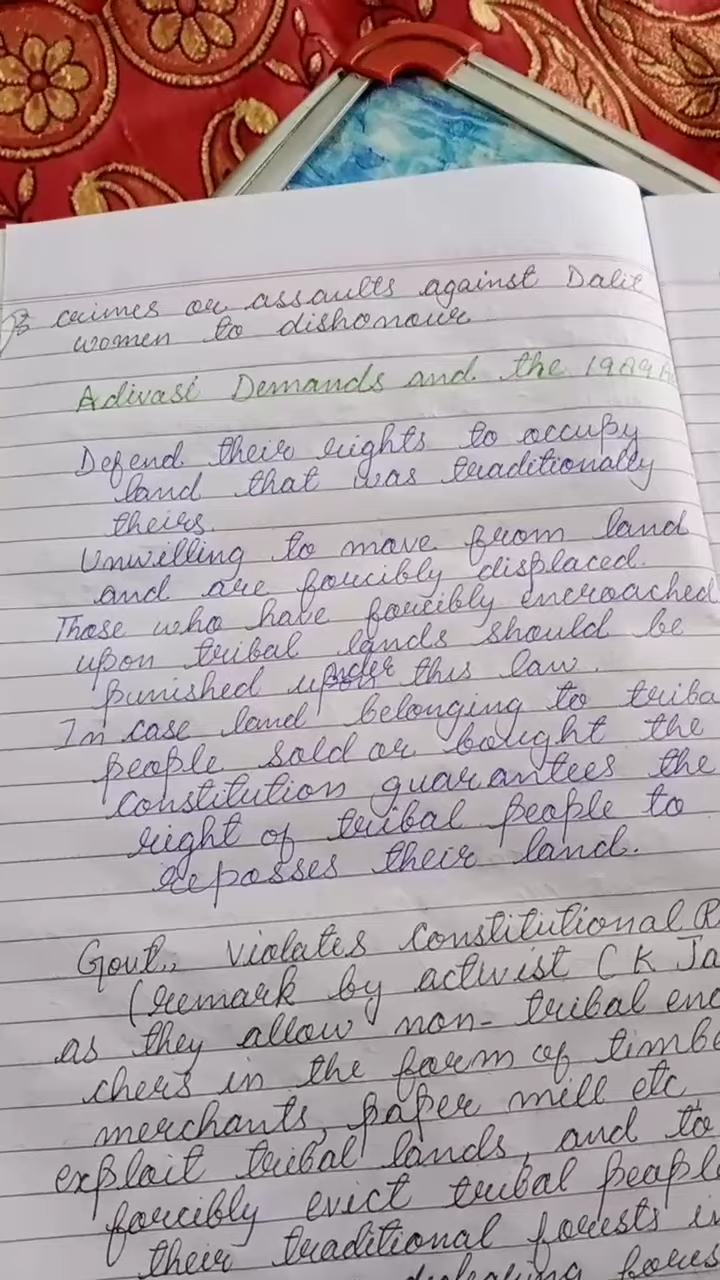 crimes or assaults against Dalit
women to dishonour
Adivasi Demands and the 1989 A
Defend their rights to occupy
land that was traditionally
theirs.
Unwilling to move from land
and are forcibly displaced.
Those who have forcibly encroached
upon tribal lands should be
punished under this law.
In case land belonging to triba
people sold or bought the
constitution guarantees the
right of tribal people to
reposses their land.
Govt., violates constitutional R
(remark by activist C K Ja
as they allow non-tribal enc
chers in the form of timbe
merchants, paper mill etc,
exploit tribal lands, and to
forcibly evict tribal people
their traditional forests i